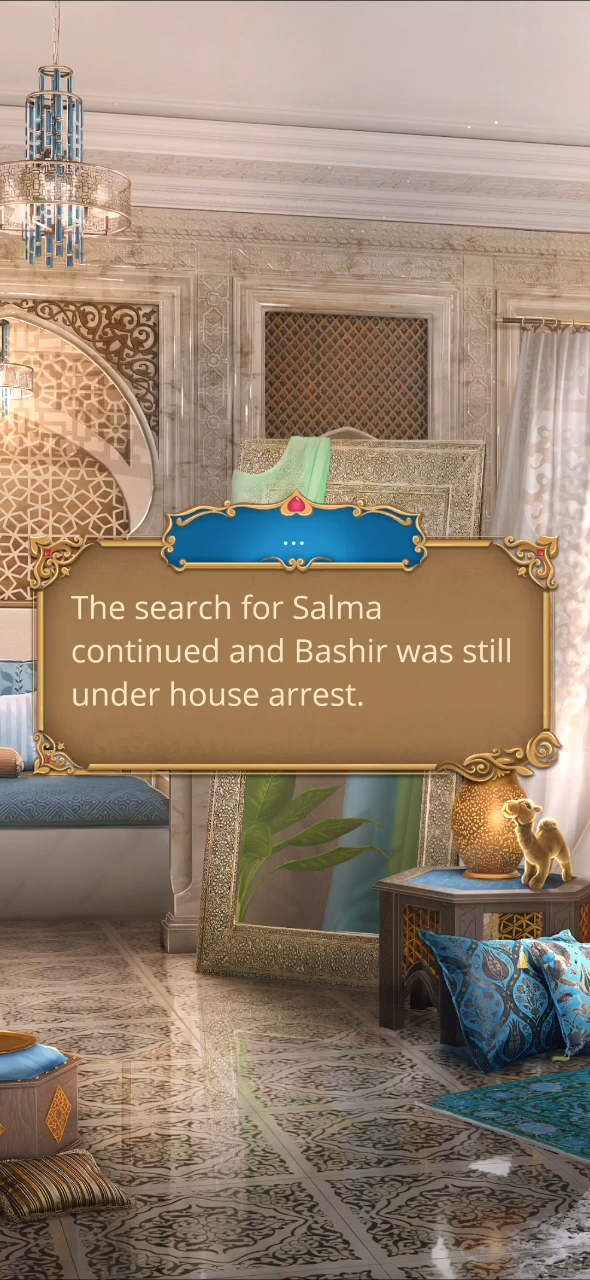 ...
The search for Salma
continued and Bashir was still
under house arrest.